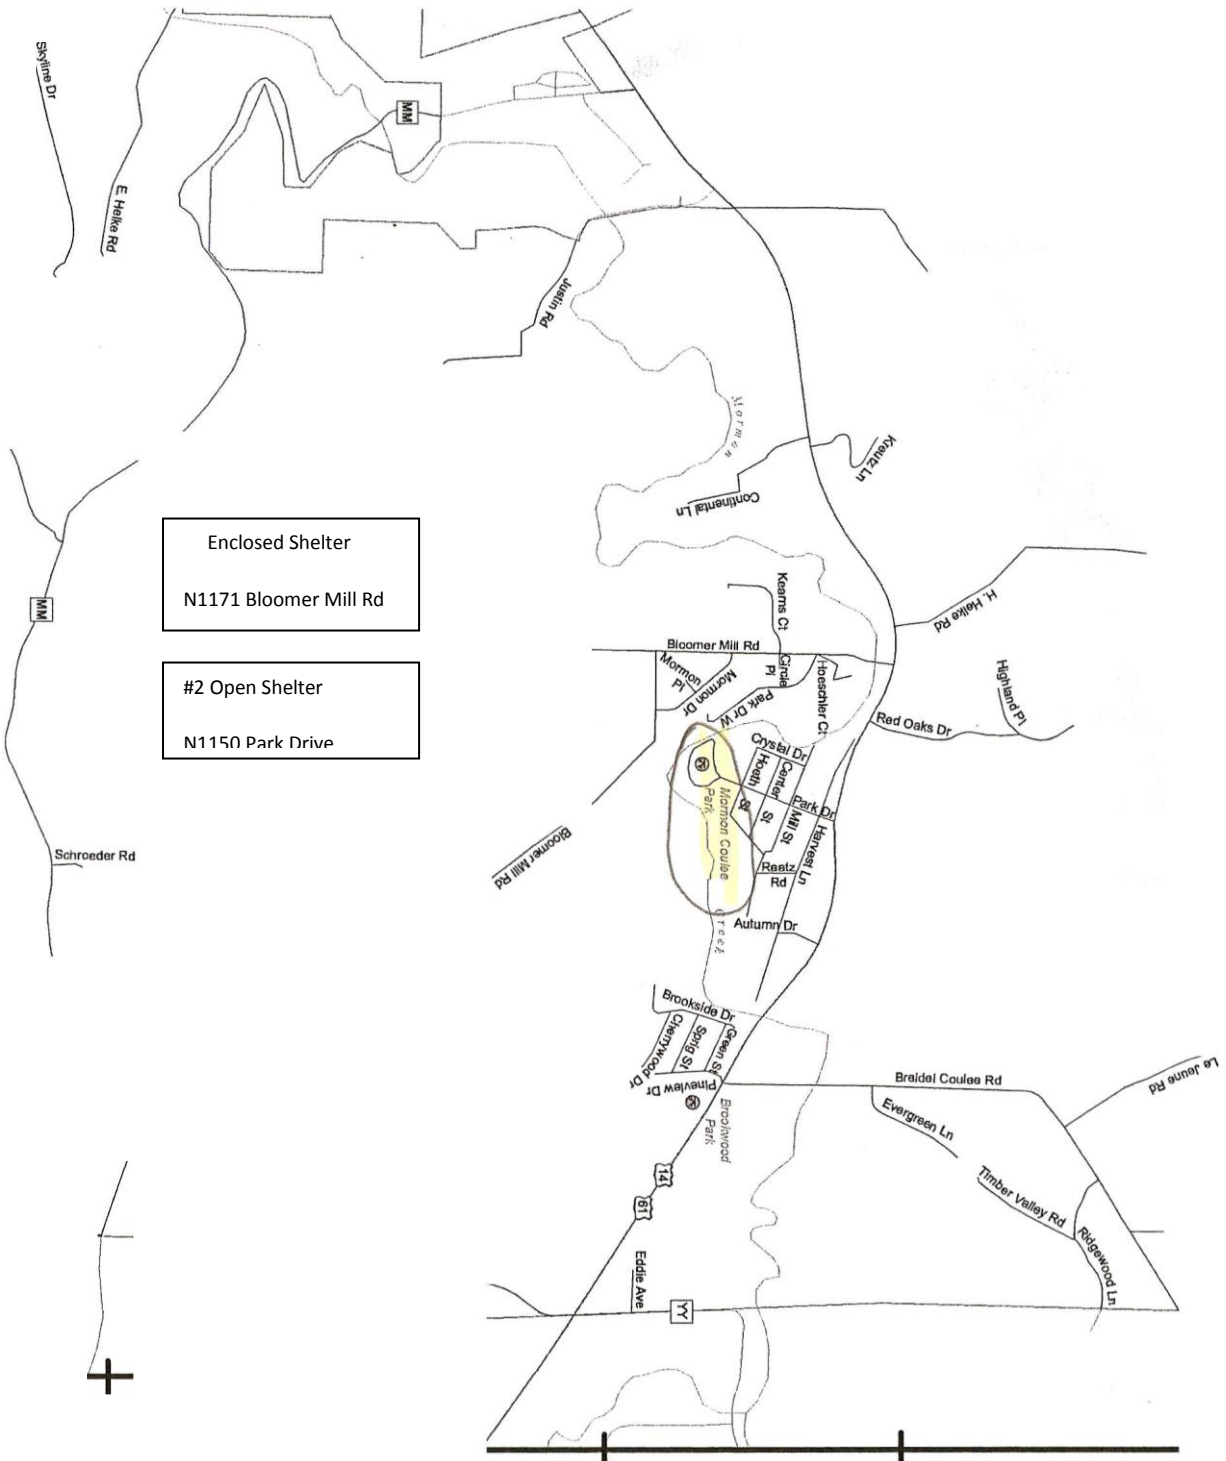 Skyline Dr
E. Helke Rd
MM
Justin Rd
Mormon
Kreutz Ln
Continental Ln
Enclosed Shelter
N1171 Bloomer Mill Rd
#2 Open Shelter
N1150 Park Drive
MM
Schroeder Rd
Kearns Ct
H. Helke Rd
Bloomer Mill Rd
Mormon Pl
Mormon Dr
Circle Pl
Park Dr W
Hoeschler Ct
Highland Pl
Red Oaks Dr
Crystal Dr
Hoeth St
Center St
Park Dr
Mill St
Harvest Ln
Mormon Coulee
Park
Raatz
Rd
Bloomer Mill Rd
Autumn Dr
Creek
Brookside Dr
Cherrywood Dr
Sprig St
Green St
Pineview Dr
Brookwood
Park
Breidel Coulee Rd
Le Jeune Rd
Evergreen Ln
Timber Valley Rd
Ridgewood Ln
14
61
Eddie Ave
YY